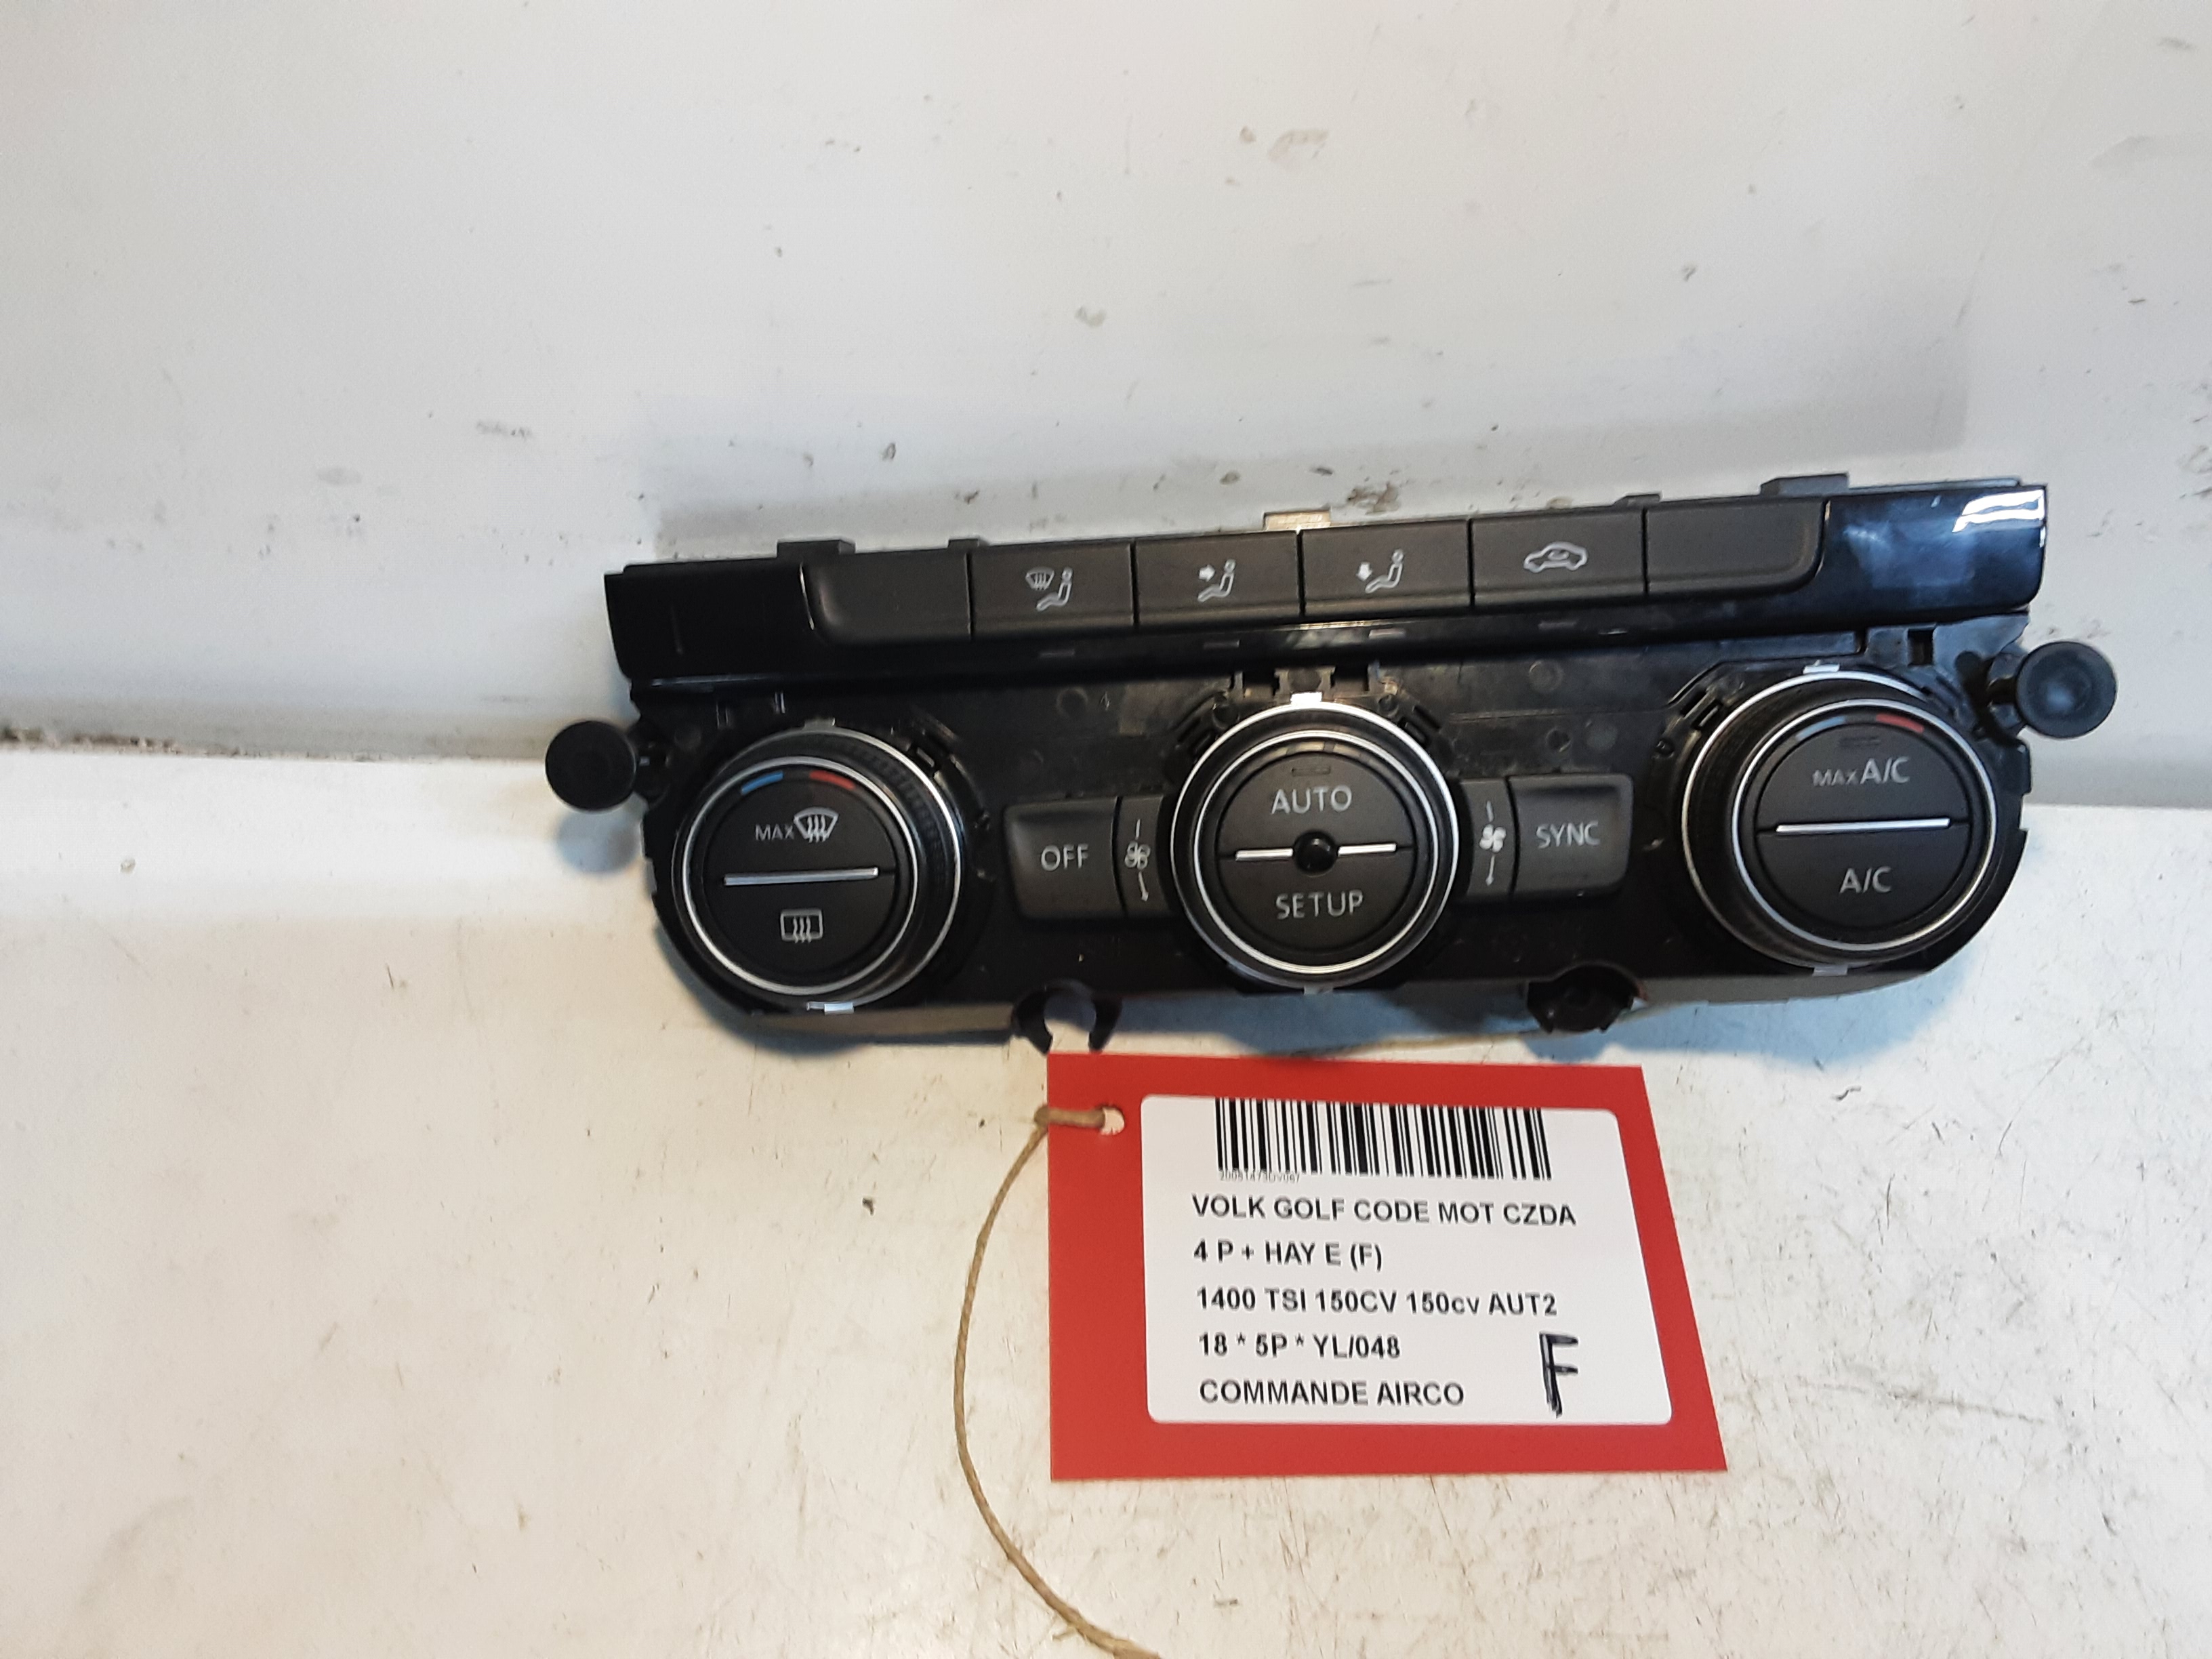 MAX
AUTO
MAX A/C
OFF
SYNC
SETUP
A/C
VOLK GOLF CODE MOT CZDA
4 P + HAY E (F)
1400 TSI 150CV 150cv AUT2
18 * 5P * YL/048
COMMANDE AIRCO
F